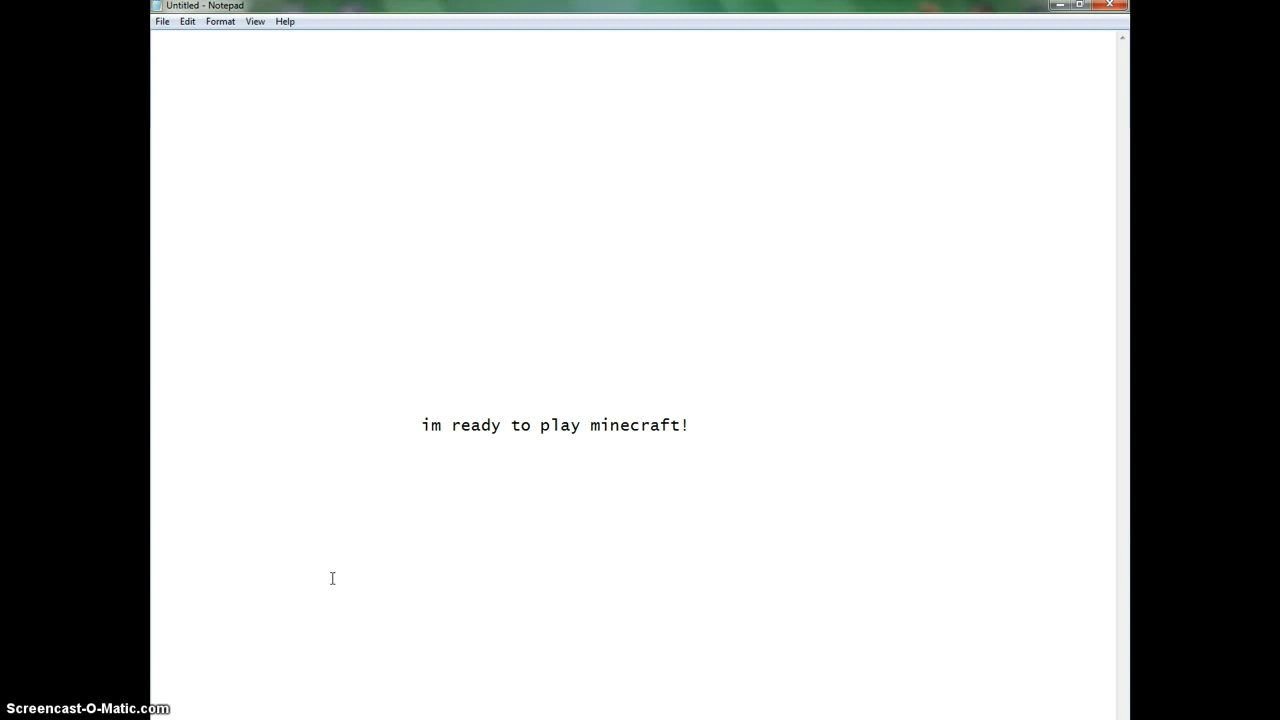 Untitled - Notepad
File Edit Format View Help
im ready to play minecraft!
Screencast-O-Matic.com